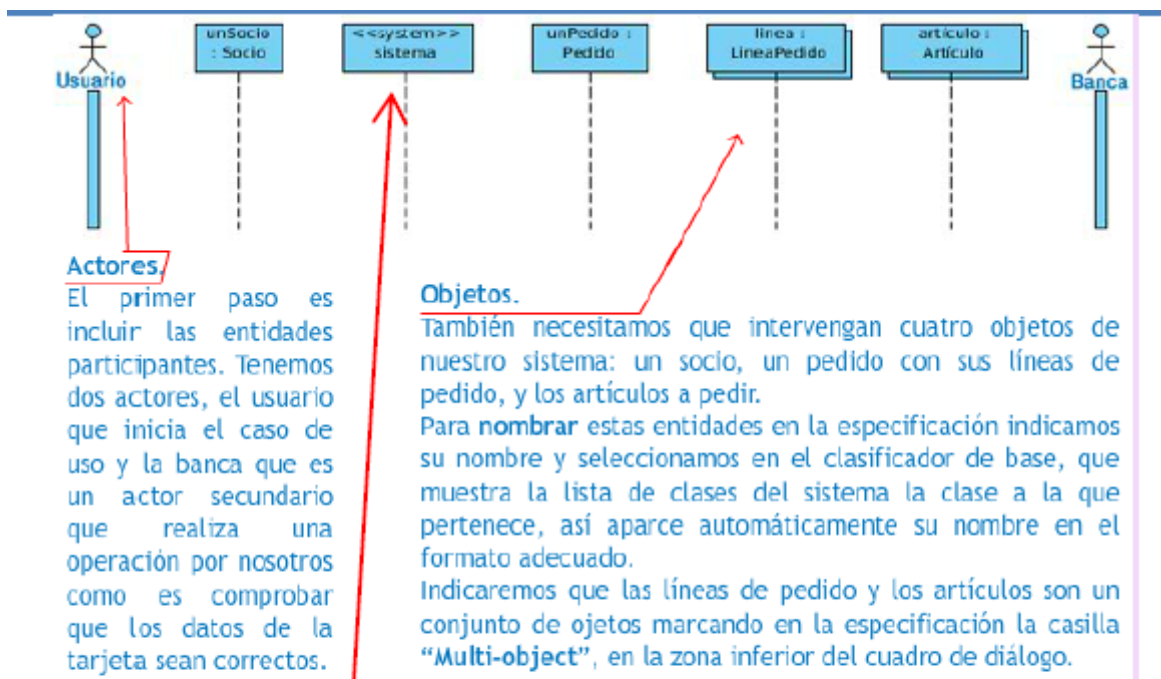 unSocio
: Socio
<<system>>
sistema
unPedido :
Pedido
linea :
LineaPedido
artículo :
Artículo
Usuario
Banca
Actores.
El primer paso es
incluir las entidades
participantes. Tenemos
dos actores, el usuario
que inicia el caso de
uso y la banca que es
un actor secundario
que realiza una
operación por nosotros
como es comprobar
que los datos de la
tarjeta sean correctos.
Objetos.
También necesitamos que intervengan cuatro objetos de
nuestro sistema: un socio, un pedido con sus líneas de
pedido, y los artículos a pedir.
Para nombrar estas entidades en la especificación indicamos
su nombre y seleccionamos en el clasificador de base, que
muestra la lista de clases del sistema la clase a la que
pertenece, así aparce automáticamente su nombre en el
formato adecuado.
Indicaremos que las líneas de pedido y los artículos son un
conjunto de ojetos marcando en la especificación la casilla
“Multi-object”, en la zona inferior del cuadro de diálogo.